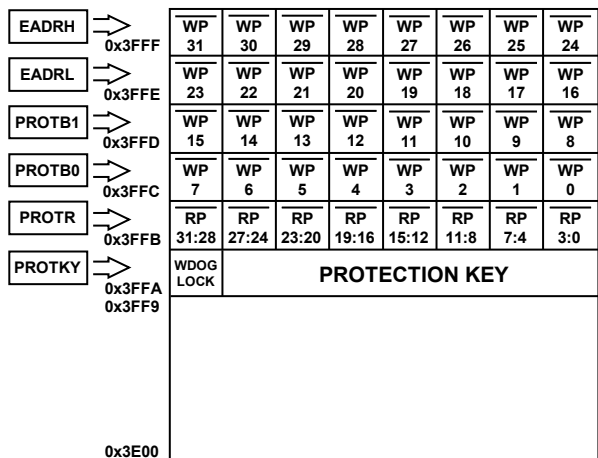 EADRH 0x3FFF WP 31 WP 30 WP 29 WP 28 WP 27 WP 26 WP 25 WP 24
EADRL 0x3FFE WP 23 WP 22 WP 21 WP 20 WP 19 WP 18 WP 17 WP 16
PROTB1 0x3FFD WP 15 WP 14 WP 13 WP 12 WP 11 WP 10 WP 9 WP 8
PROTB0 0x3FFC WP 7 WP 6 WP 5 WP 4 WP 3 WP 2 WP 1 WP 0
PROTR 0x3FFB RP 31:28 RP 27:24 RP 23:20 RP 19:16 RP 15:12 RP 11:8 RP 7:4 RP 3:0
PROTKY 0x3FFA WDOG LOCK PROTECTION KEY
0x3FF9
0x3E00